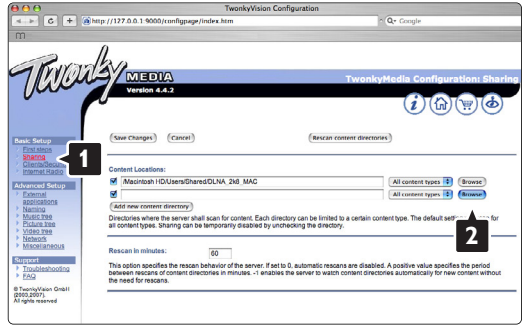 TwonkyVision Configuration
http://127.0.0.1:9000/configpage/index.htm
Google
Twonky
MEDIA
Version 4.4.2
TwonkyMedia Configuration: Sharing
Save Changes
Cancel
Rescan content directories
Basic Setup
First steps
Sharing
Clients/Security
Internet Radio
1
Advanced Setup
External
applications
Naming
Music tree
Picture tree
Video tree
Network
Miscellaneous
Support
Troubleshooting
FAQ
© TwonkyVision GmbH
(2003,2007).
All rights reserved
Content Locations:
/Macintosh HD/Users/Shared/DLNA_2k8_MAC
All content types
Browse
All content types
Browse
Add new content directory
2
Directories where the server shall scan for content. Each directory can be limited to a certain content type. The default
all content types. Sharing can be temporarily disabled by unchecking the directory.
Rescan in minutes:
60
This option specifies the rescan behavior of the server. If set to 0, automatic rescans are disabled. A positive value specifies the period
between rescans of content directories in minutes. -1 enables the server to watch content directories automatically for new content without
the need for rescans.